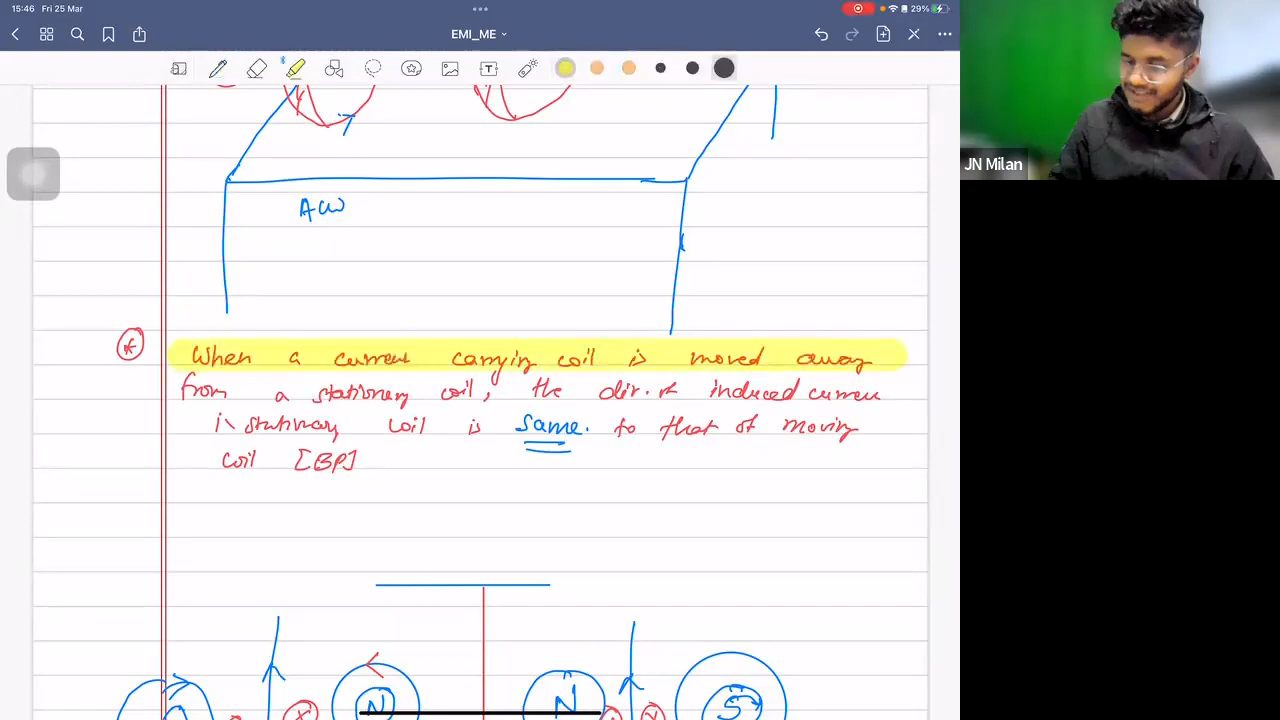 15:46 Fri 25 Mar
29%
EMI_ME
T
JN Milan
ACW
When a current carrying coil is moved away
from a stationary coil, the dir. of induced current
in stationary coil is same to that of moving
coil [BP]
N N S